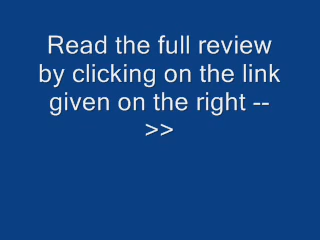 Read the full review
by clicking on the link
given on the right --
>>